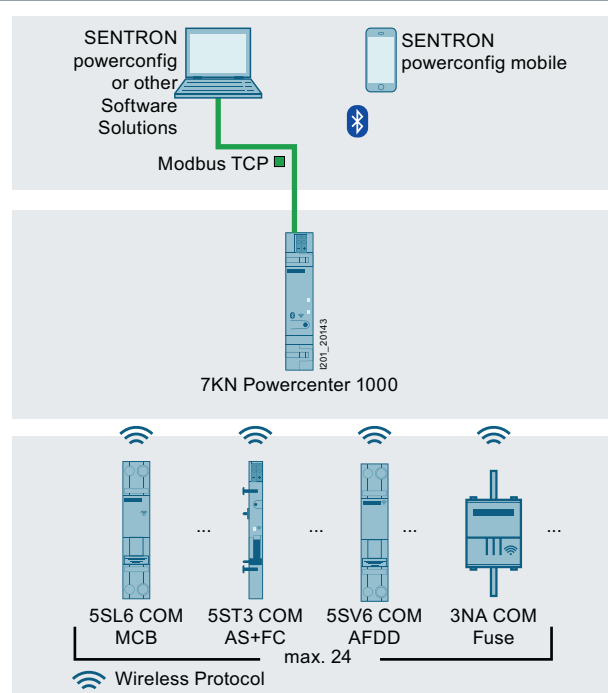 SENTRON
powerconfig
or other
Software
Solutions
SENTRON
powerconfig mobile
Modbus TCP
I201_20143
7KN Powercenter 1000
... ... ... ...
5SL6 COM 5ST3 COM 5SV6 COM 3NA COM
MCB AS+FC AFDD Fuse
max. 24
Wireless Protocol